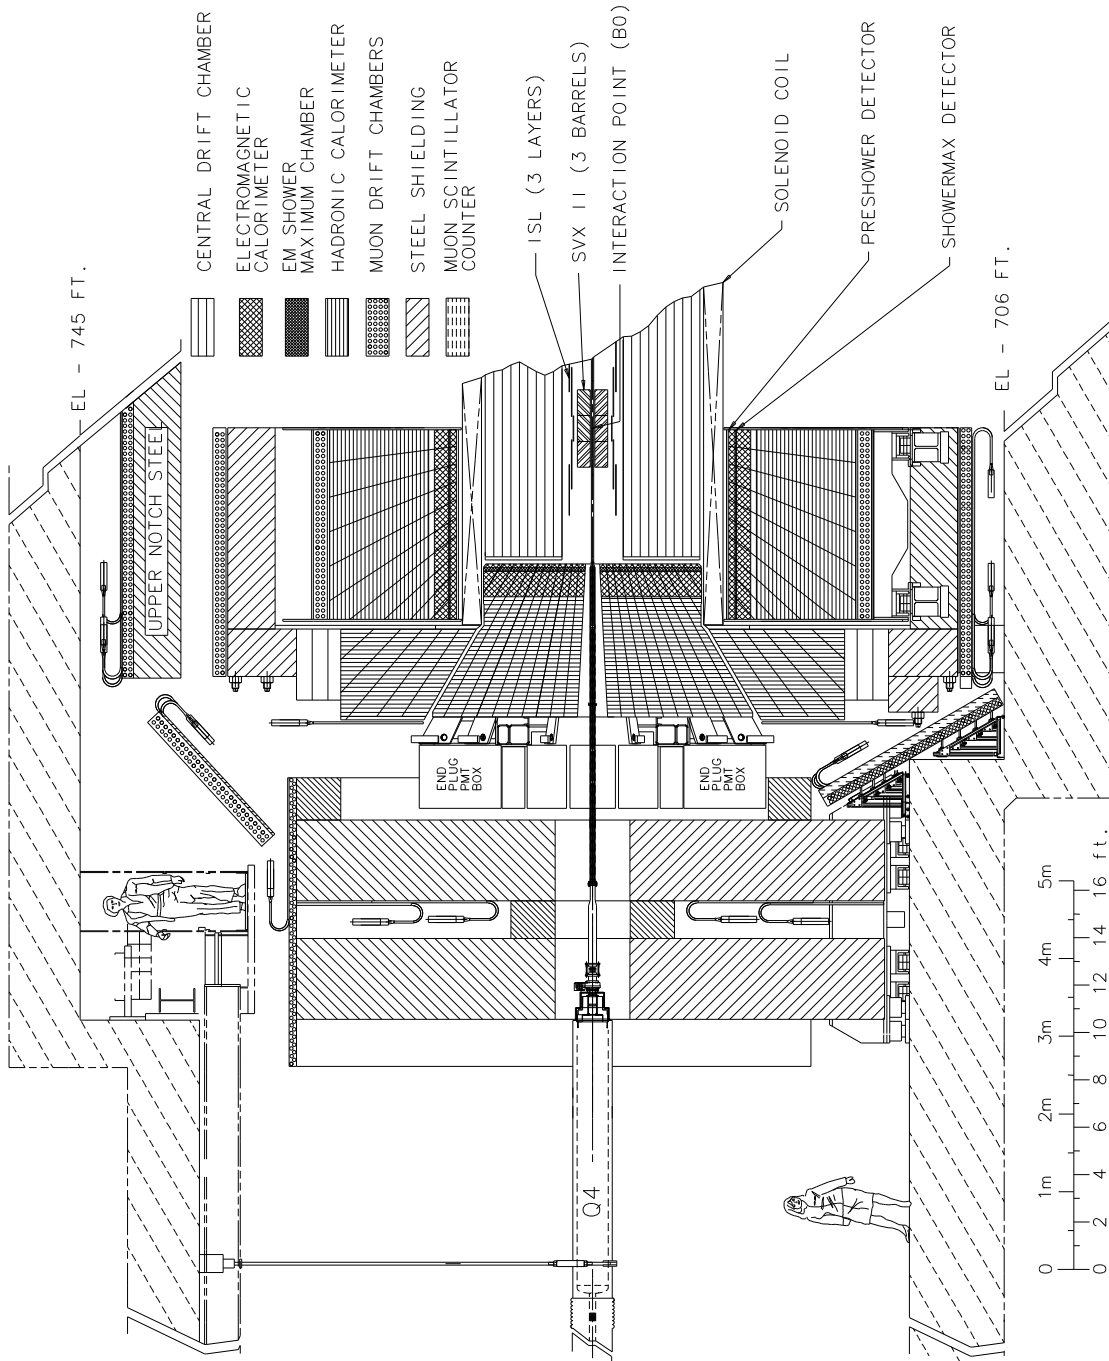 EL - 745 FT.
CENTRAL DRIFT CHAMBER
ELECTROMAGNETIC
CALORIMETER
EM SHOWER
MAXIMUM CHAMBER
HADRONIC CALORIMETER
MUON DRIFT CHAMBERS
STEEL SHIELDING
MUON SCINTILLATOR
COUNTER
ISL (3 LAYERS)
SVX II (3 BARRELS)
INTERACTION POINT (B0)
SOLENOID COIL
PRESHOWER DETECTOR
SHOWERMAX DETECTOR
EL - 706 FT.
UPPER NOTCH STEEL
END
PLUG
PMT
BOX
END
PLUG
PMT
BOX
Q4
0 1m 2m 3m 4m 5m
0 2 4 6 8 10 12 14 16 ft.